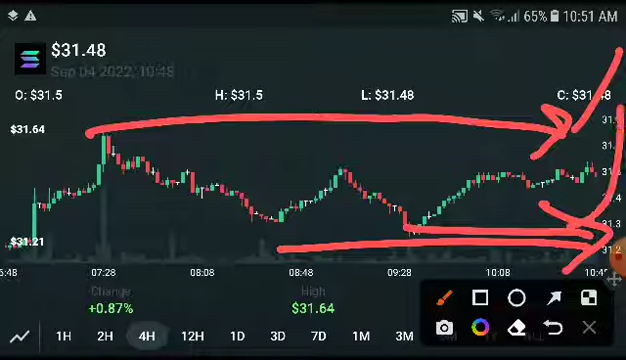 65% 10:51 AM
$31.48
Sep 04 2022, 10:48
O: $31.5 H: $31.5 L: $31.48 C: $31.48
$31.64
$31.21
07:28 08:08 08:48 09:28 10:08
Change High
+0.87% $31.64
1H 2H 4H 12H 1D 3D 7D 1M 3M